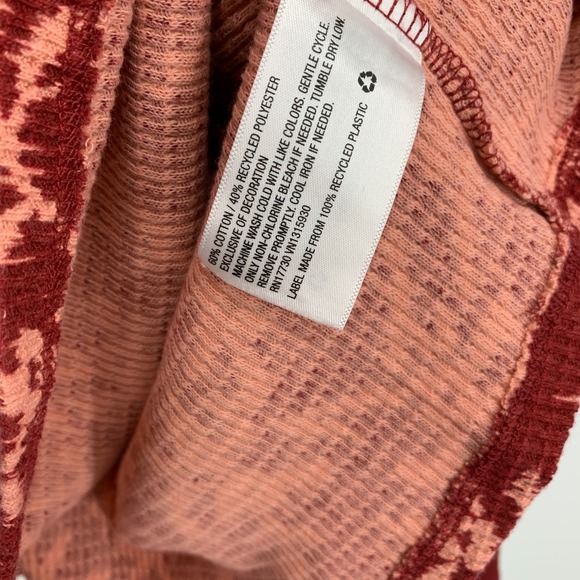 60% COTTON / 40% RECYCLED POLYESTER
EXCLUSIVE OF DECORATION
MACHINE WASH COLD WITH LIKE COLORS, GENTLE CYCLE.
ONLY NON-CHLORINE BLEACH IF NEEDED. TUMBLE DRY LOW.
REMOVE PROMPTLY. COOL IRON IF NEEDED.
RN17730 VN1315930
LABEL MADE FROM 100% RECYCLED PLASTIC